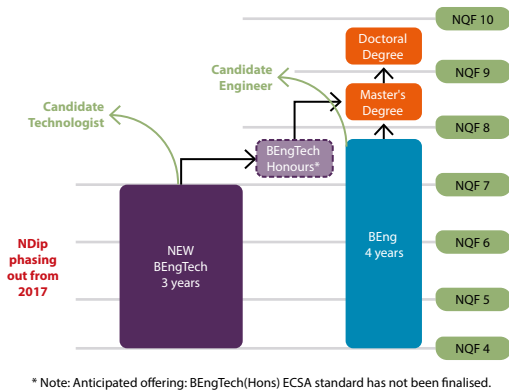 NQF 10
Doctoral
Degree
NQF 9
Candidate
Engineer
Master's
Degree
Candidate
Technologist
NQF 8
BEngTech
Honours*
NQF 7
NDip
phasing
out from
2017
NEW
BEngTech
3 years
BEng
4 years
NQF 6
NQF 5
NQF 4
* Note: Anticipated offering: BEngTech(Hons) ECSA standard has not been finalised.